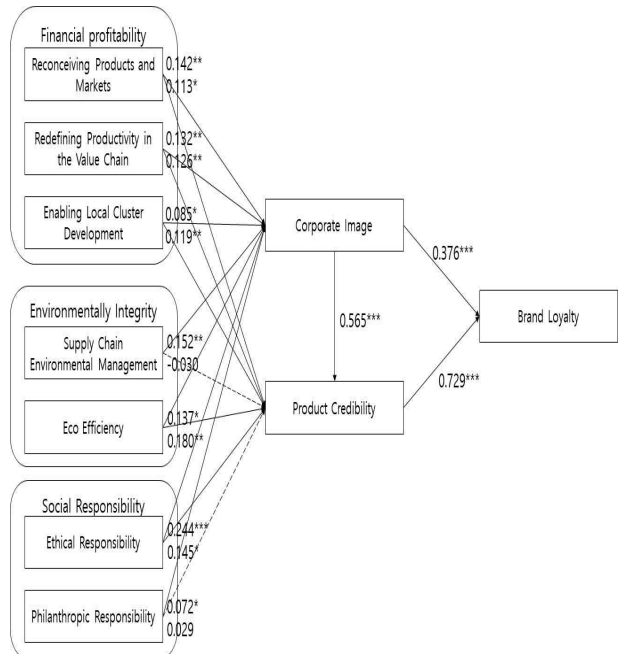 Financial profitability
Reconceiving Products and
Markets
0.142**
0.113*
Redefining Productivity in
the Value Chain
0.132**
0.126**
Enabling Local Cluster
Development
0.085*
0.119**
Environmentally Integrity
Supply Chain
Environmental Management
0.152**
-0.030
Eco Efficiency
0.137*
0.180**
Social Responsibility
Ethical Responsibility
0.244***
0.145*
Philanthropic Responsibility
0.072*
0.029
Corporate Image
0.565***
Product Credibility
0.376***
0.729***
Brand Loyalty